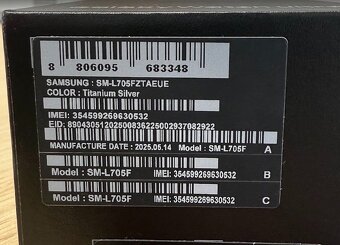 8 806095 683348
SAMSUNG : SM-L705FZTAEUE
COLOR : Titanium Silver
IMEI: 354599269630532
EID: 89043051202500836225002937082922
MANUFACTURE DATE : 2025.05.14 Model : SM-L705F A
Model : SM-L705F IMEI: 354599269630532 B
Model : SM-L705F IMEI: 354599269630532 C